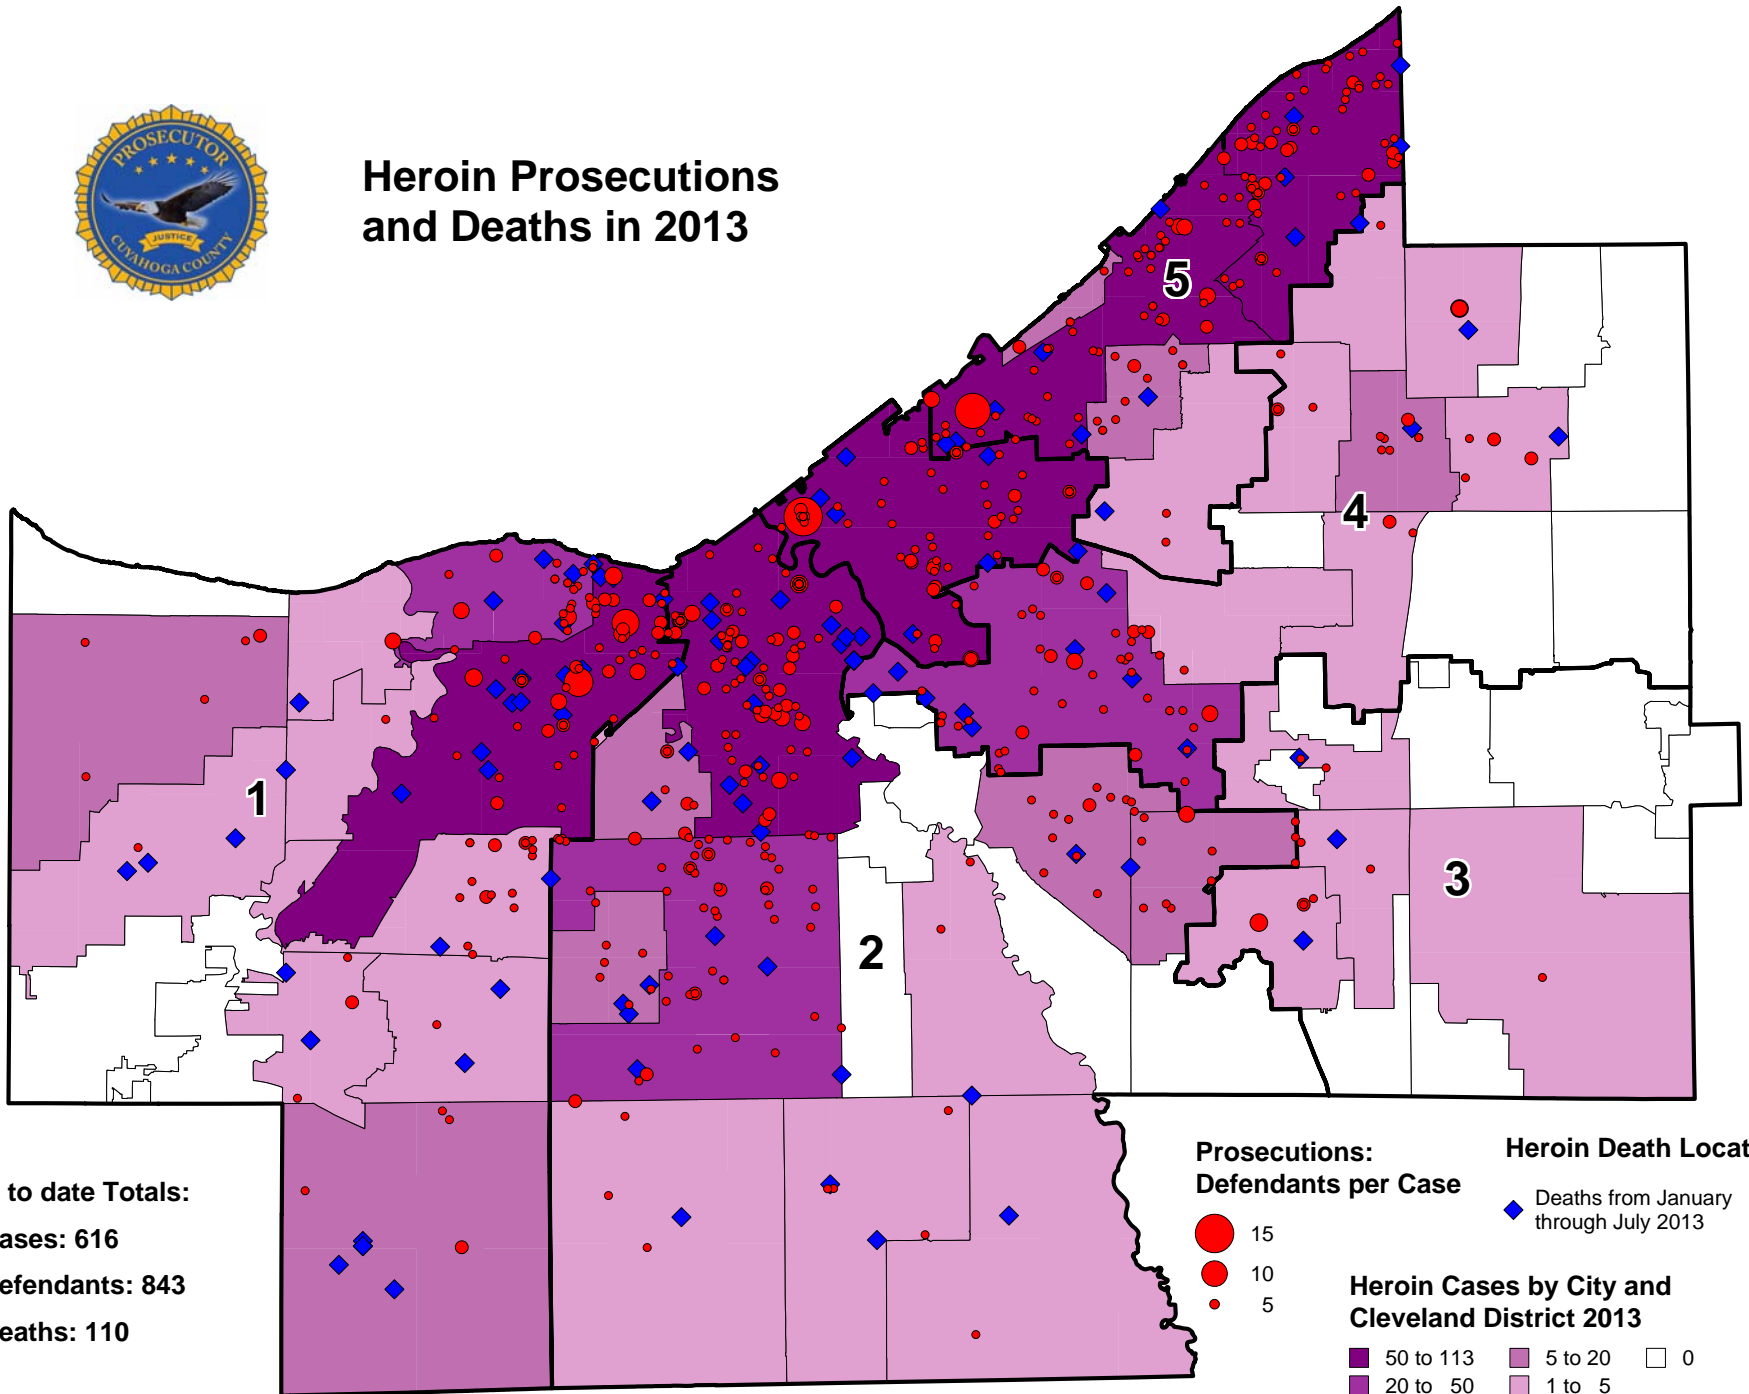 PROSECUTOR
JUSTICE
CUYAHOGA COUNTY
Heroin Prosecutions
and Deaths in 2013
5
4
1
3
2
to date Totals:
ases: 616
efendants: 843
eaths: 110
Prosecutions:
Defendants per Case
15
10
5
Heroin Death Locat
Deaths from January
through July 2013
Heroin Cases by City and
Cleveland District 2013
50 to 113 5 to 20 0
20 to 50 1 to 5